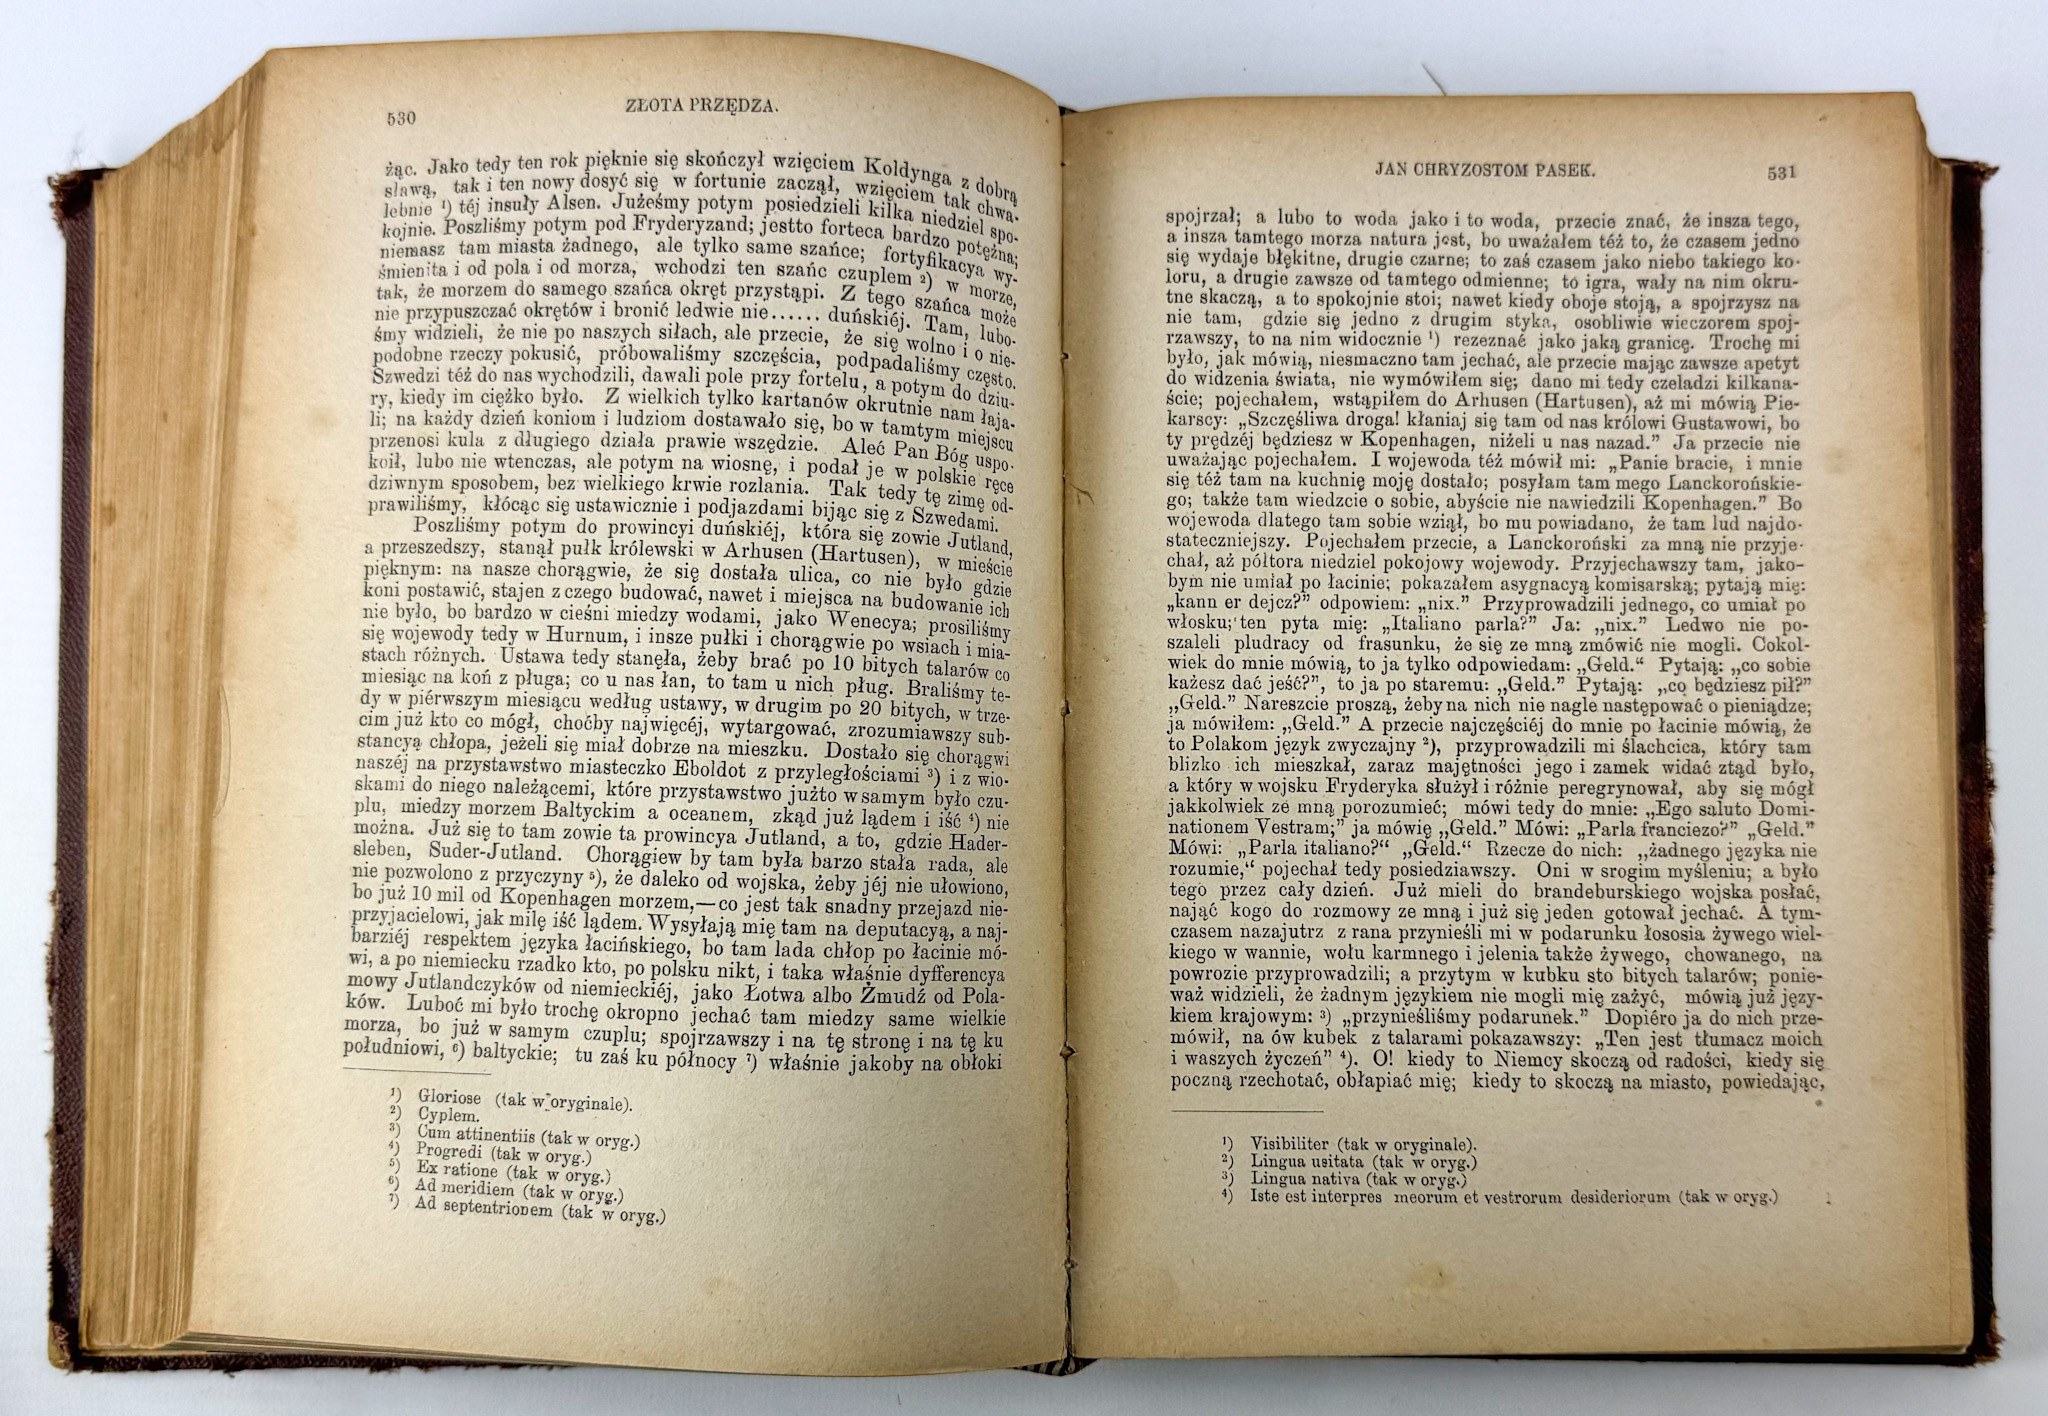 530
ZŁOTA PRZĘDZA.
żąc. Jako tedy ten rok pięknie się skończył wzięciem Koldynga z dobrą
sławą, tak i ten nowy dosyć się w fortunie zaczął, wzięciem tak chwa-
lebnie ¹) téj insuły Alsen. Jużeśmy potym posiedzieli kilka niedziel spo-
kojnie. Poszliśmy potym pod Fryderyzand; jestto forteca bardzo potężna;
niemasz tam miasta żadnego, ale tylko same szańce; fortyfikacya wy-
śmienita i od pola i od morza, wchodzi ten szańc czuplem ²) w morze,
tak, że morzem do samego szańca okręt przystąpi. Z tego szańca może
nie przypuszczać okrętów i bronić ledwie nie...... duńskiéj. Tam, lubo-
śmy widzieli, że nie po naszych siłach, ale przecie, że się wolno i o nie-
podobne rzeczy pokusić, próbowaliśmy szczęścia, podpadaliśmy często.
Szwedzi téż do nas wychodzili, dawali pole przy fortelu, a potym do dziu-
ry, kiedy im ciężko było. Z wielkich tylko kartanów okrutnie nam łaja-
li; na każdy dzień koniom i ludziom dostawało się, bo w tamtym miejscu
przenosi kula z długiego działa prawie wszędzie. Aleć Pan Bóg uspo-
koił, lubo nie wtenczas, ale potym na wiosnę, i podał je w polskie ręce
dziwnym sposobem, bez wielkiego krwie rozlania. Tak tedy tę zimę od-
prawiliśmy, kłócąc się ustawicznie i podjazdami bijąc się z Szwedami.
Poszliśmy potym do prowincyi duńskiéj, która się zowie Jutland,
a przeszedszy, stanął pułk królewski w Arhusen (Hartusen), w mieście
pięknym: na nasze chorągwie, że się dostała ulica, co nie było gdzie
koni postawić, stajen z czego budować, nawet i miejsca na budowanie ich
nie było, bo bardzo w cieśni miedzy wodami, jako Wenecya; prosiliśmy
się wojewody tedy w Hurnum, i insze pułki i chorągwie po wsiach i mia-
stach różnych. Ustawa tedy stanęła, żeby brać po 10 bitych talarów co
miesiąc na koń z pługa; co u nas łan, to tam u nich pług. Braliśmy te-
dy w piérwszym miesiącu według ustawy, w drugim po 20 bitych, w trze-
cim już kto co mógł, choćby najwięcéj, wytargować, zrozumiawszy sub-
stancyą chłopa, jeżeli się miał dobrze na mieszku. Dostało się chorągwi
naszéj na przystawstwo miasteczko Eboldot z przyległościami ³) i z wio-
skami do niego należącemi, które przystawstwo jużto w samym było czu-
plu, miedzy morzem Baltyckim a oceanem, zkąd już lądem i iść ⁴) nie
można. Już się to tam zowie ta prowincya Jutland, a to, gdzie Hader-
sleben, Suder-Jutland. Chorągiew by tam była barzo stała rada, ale
nie pozwolono z przyczyny ⁵), że daleko od wojska, żeby jéj nie ułowiono,
bo już 10 mil od Kopenhagen morzem,—co jest tak snadny przejazd nie-
przyjacielowi, jak milę iść lądem. Wysyłają mię tam na deputacyą, a naj-
barziéj respektem języka łacińskiego, bo tam lada chłop po łacinie mó-
wi, a po niemiecku rzadko kto, po polsku nikt, i taka właśnie dyfferencya
mowy Jutlandczyków od niemieckiéj, jako Łotwa albo Żmudź od Pola-
ków. Luboć mi było trochę okropno jechać tam miedzy same wielkie
morza, bo już w samym czuplu; spojrzawszy i na tę stronę i na tę ku
południowi, ⁶) baltyckie; tu zaś ku północy ⁷) właśnie jakoby na obłoki
¹) Gloriose (tak w oryginale).
²) Cyplem.
³) Cum attinentiis (tak w oryg.)
⁴) Progredi (tak w oryg.)
⁵) Ex ratione (tak w oryg.)
⁶) Ad meridiem (tak w oryg.)
⁷) Ad septentrionem (tak w oryg.)
JAN CHRYZOSTOM PASEK.
531
spojrzał; a lubo to woda jako i to woda, przecie znać, że insza tego,
a insza tamtego morza natura jest, bo uważałem téż to, że czasem jedno
się wydaje błękitne, drugie czarne; to zaś czasem jako niebo takiego ko-
loru, a drugie zawsze od tamtego odmienne; to igra, wały na nim okru-
tne skaczą, a to spokojnie stoi; nawet kiedy oboje stoją, a spojrzysz na
nie tam, gdzie się jedno z drugim styka, osobliwie wieczorem spoj-
rzawszy, to na nim widocznie ¹) rezeznać jako jaką granicę. Trochę mi
było, jak mówią, niesmaczno tam jechać, ale przecie mając zawsze apetyt
do widzenia świata, nie wymówiłem się; dano mi tedy czeladzi kilkana-
ście; pojechałem, wstąpiłem do Arhusen (Hartusen), aż mi mówią Pie-
karscy: „Szczęśliwa droga! kłaniaj się tam od nas królowi Gustawowi, bo
ty prędzéj będziesz w Kopenhagen, niżeli u nas nazad.” Ja przecie nie
uważając pojechałem. I wojewoda téż mówił mi: „Panie bracie, i mnie
się téż tam na kuchnię moję dostało; posyłam tam mego Lanckorońskie-
go; także tam wiedzcie o sobie, abyście nie nawiedzili Kopenhagen.” Bo
wojewoda dlatego tam sobie wziął, bo mu powiadano, że tam lud najdo-
stateczniejszy. Pojechałem przecie, a Lanckoroński za mną nie przyje-
chał, aż półtora niedziel pokojowy wojewody. Przyjechawszy tam, jako-
bym nie umiał po łacinie; pokazałem asygnacyą komisarską; pytają mię:
„kann er dejcz?” odpowiem: „nix.” Przyprowadzili jednego, co umiał po
włosku; ten pyta mię: „Italiano parla?” Ja: „nix.” Ledwo nie po-
szaleli pludracy od frasunku, że się ze mną zmówić nie mogli. Cokol-
wiek do mnie mówią, to ja tylko odpowiedam: „Geld.“ Pytają: „co sobie
każesz dać jeść?”, to ja po staremu: „Geld.” Pytają: „co będziesz pił?”
„Geld.” Nareszcie proszą, żeby na nich nie nagle następować o pieniądze;
ja mówiłem: „Geld.” A przecie najczęściéj do mnie po łacinie mówią, że
to Polakom język zwyczajny ²), przyprowadzili mi ślachcica, który tam
blizko ich mieszkał, zaraz majętności jego i zamek widać ztąd było,
a który w wojsku Fryderyka służył i różnie peregrynował, aby się mógł
jakkolwiek ze mną porozumieć; mówi tedy do mnie: „Ego saluto Domi-
nationem Vestram;” ja mówię „Geld.” Mówi: „Parla franciezo?” „Geld.”
Mówi: „Parla italiano?“ „Geld.“ Rzecze do nich: „żadnego języka nie
rozumie,“ pojechał tedy posiedziawszy. Oni w srogim myśleniu; a było
tego przez cały dzień. Już mieli do brandeburskiego wojska posłać,
nająć kogo do rozmowy ze mną i już się jeden gotował jechać. A tym-
czasem nazajutrz z rana przynieśli mi w podarunku łososia żywego wiel-
kiego w wannie, wołu karmnego i jelenia także żywego, chowanego, na
powrozie przyprowadzili; a przytym w kubku sto bitych talarów; ponie-
waż widzieli, że żadnym językiem nie mogli mię zażyć, mówią już języ-
kiem krajowym: ³) „przynieśliśmy podarunek.” Dopiéro ja do nich prze-
mówił, na ów kubek z talarami pokazawszy: „Ten jest tłumacz moich
i waszych życzeń” ⁴). O! kiedy to Niemcy skoczą od radości, kiedy się
poczną rzechotać, obłapiać mię; kiedy to skoczą na miasto, powiedając,
¹) Visibiliter (tak w oryginale).
²) Lingua usitata (tak w oryg.)
³) Lingua nativa (tak w oryg.)
⁴) Iste est interpres meorum et vestrorum desideriorum (tak w oryg.)